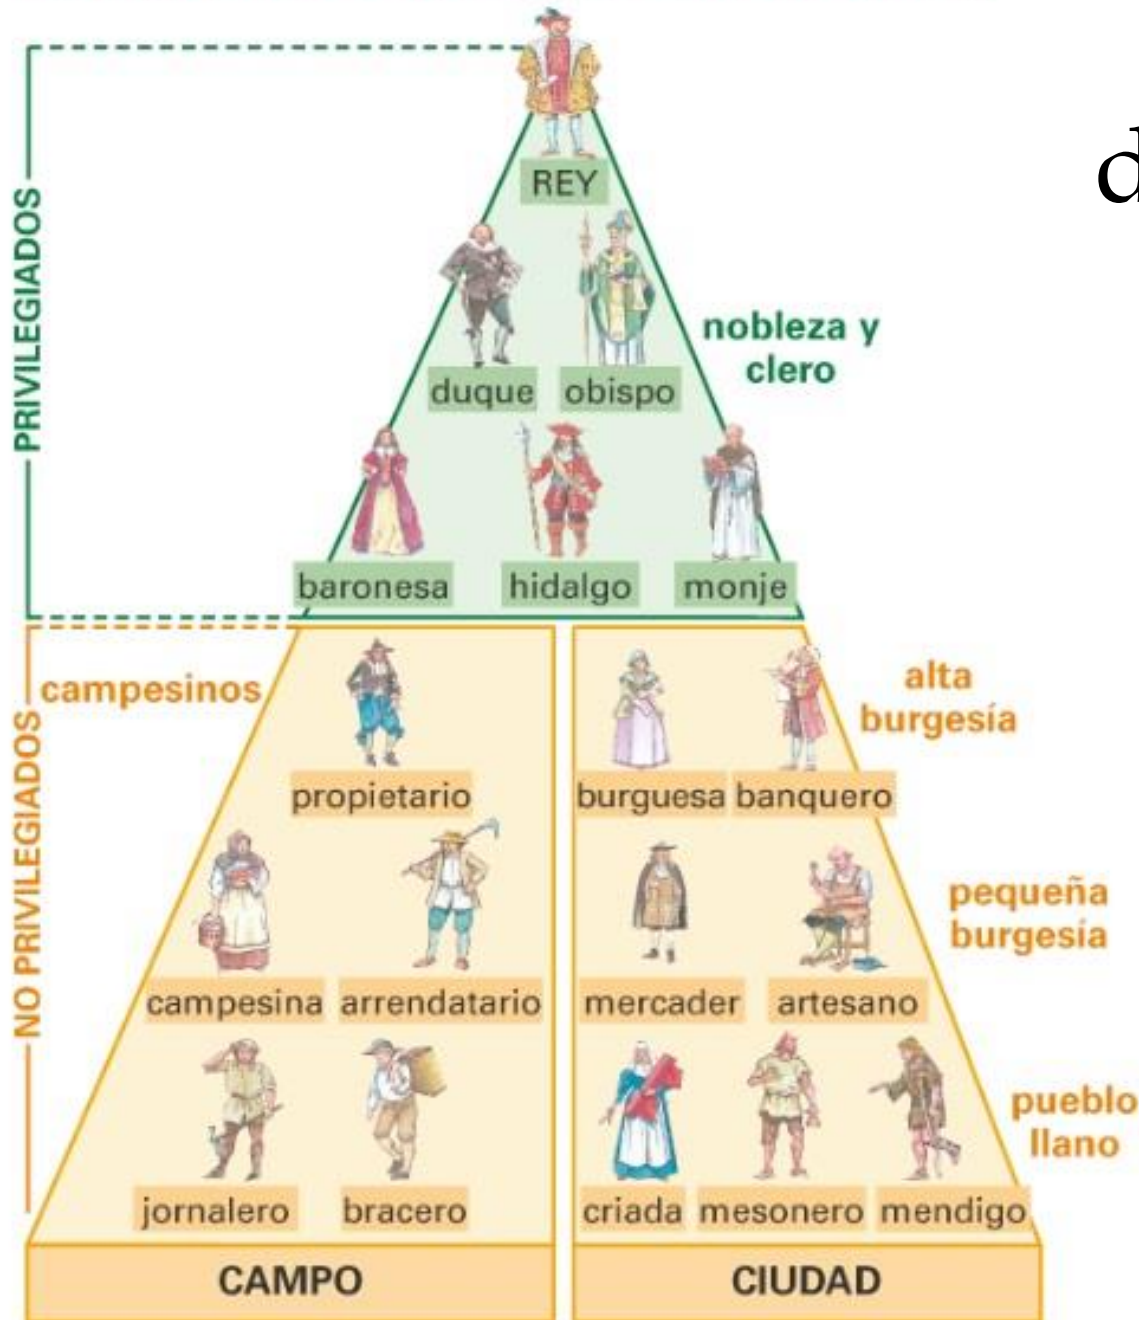 d
REY
PRIVILEGIADOS
duque obispo
nobleza y
clero
baronesa hidalgo monje
NO PRIVILEGIADOS
campesinos
propietario
burguesa banquero
alta
burgesía
campesina arrendatario
mercader artesano
pequeña
burgesía
jornalero bracero
criada mesonero mendigo
pueblo
llano
CAMPO
CIUDAD